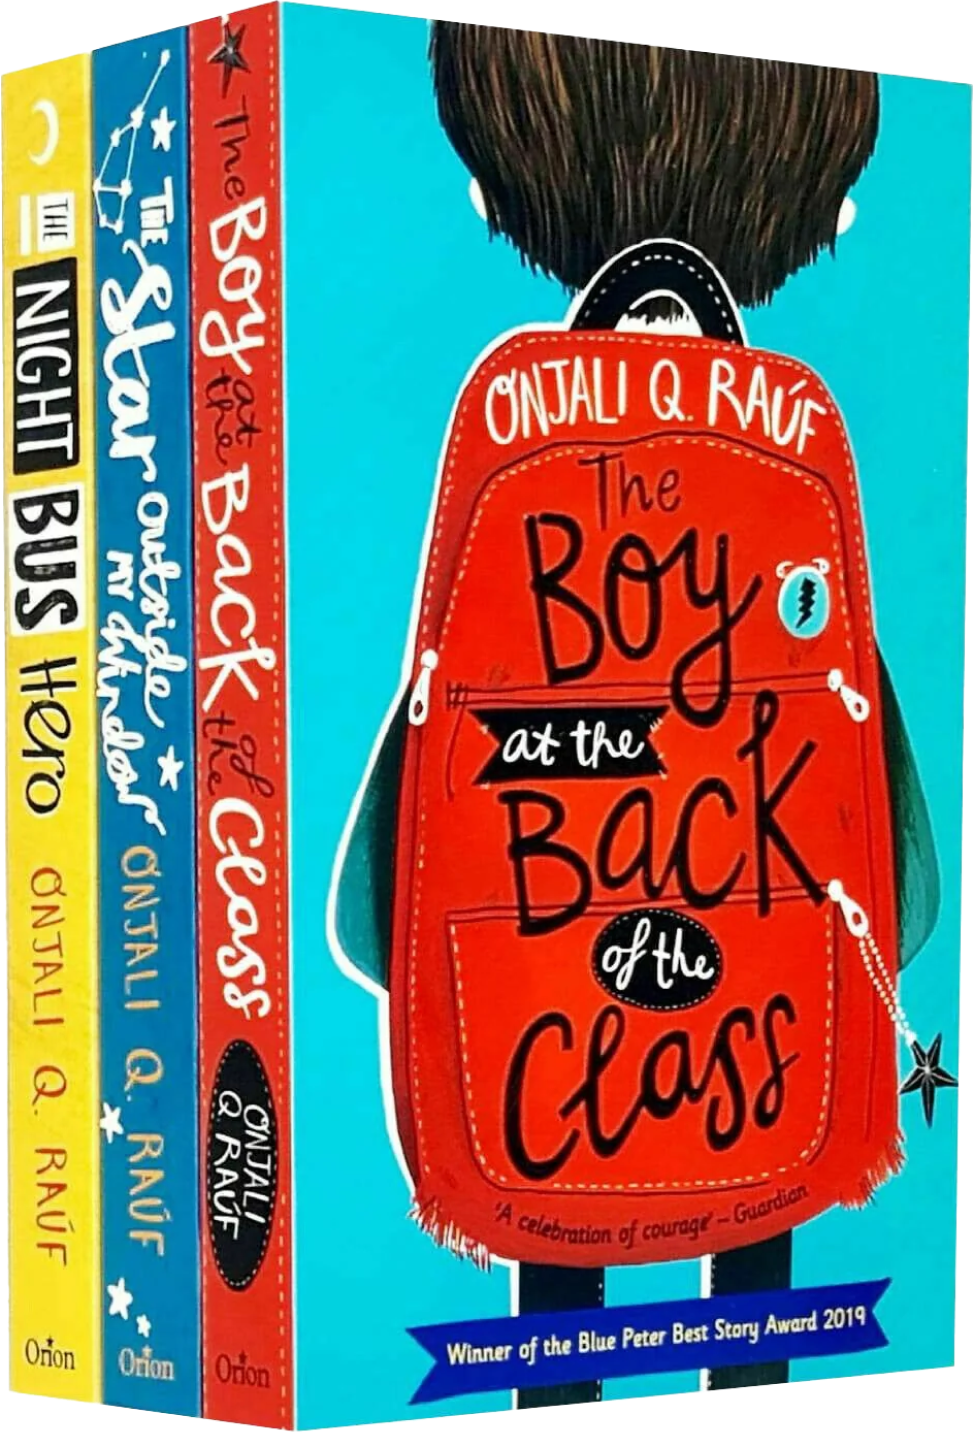 THE NIGHT BUS Hero ONJALI Q. RAÚF Orion
THE Star outside MY Window ONJALI Q. RAÚF Orion
The Boy at the Back of the Class ONJALI Q. RAÚF Orion
ONJALI Q. RAÚF
The
Boy
at the
Back
of the
Class
'A celebration of courage' – Guardian
Winner of the Blue Peter Best Story Award 2019